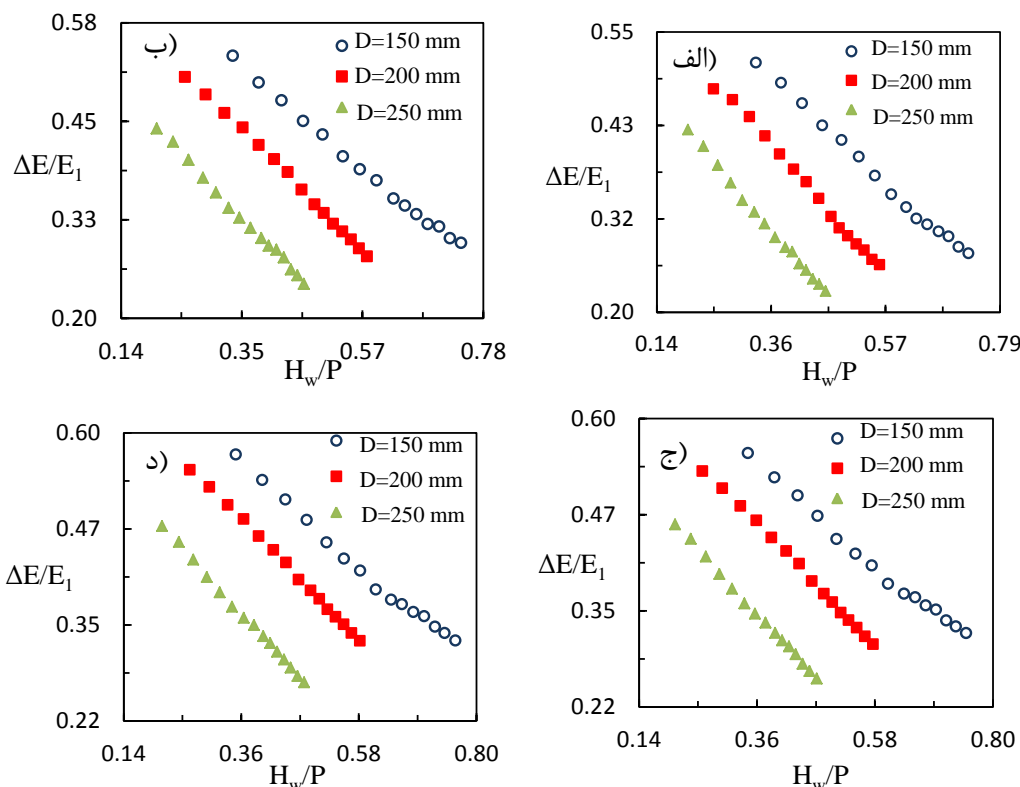 ب)
0.58
0.45
0.33
0.20
ΔE/E₁
D=150 mm
D=200 mm
D=250 mm
0.14 0.35 0.57 0.78
H_w/P
الف)
0.55
0.43
0.32
0.20
ΔE/E₁
D=150 mm
D=200 mm
D=250 mm
0.14 0.36 0.57 0.79
H_w/P
د)
0.60
0.47
0.35
0.22
ΔE/E₁
D=150 mm
D=200 mm
D=250 mm
0.14 0.36 0.58 0.80
H_w/P
ج)
0.60
0.47
0.35
0.22
ΔE/E₁
D=150 mm
D=200 mm
D=250 mm
0.14 0.36 0.58 0.80
H_w/P